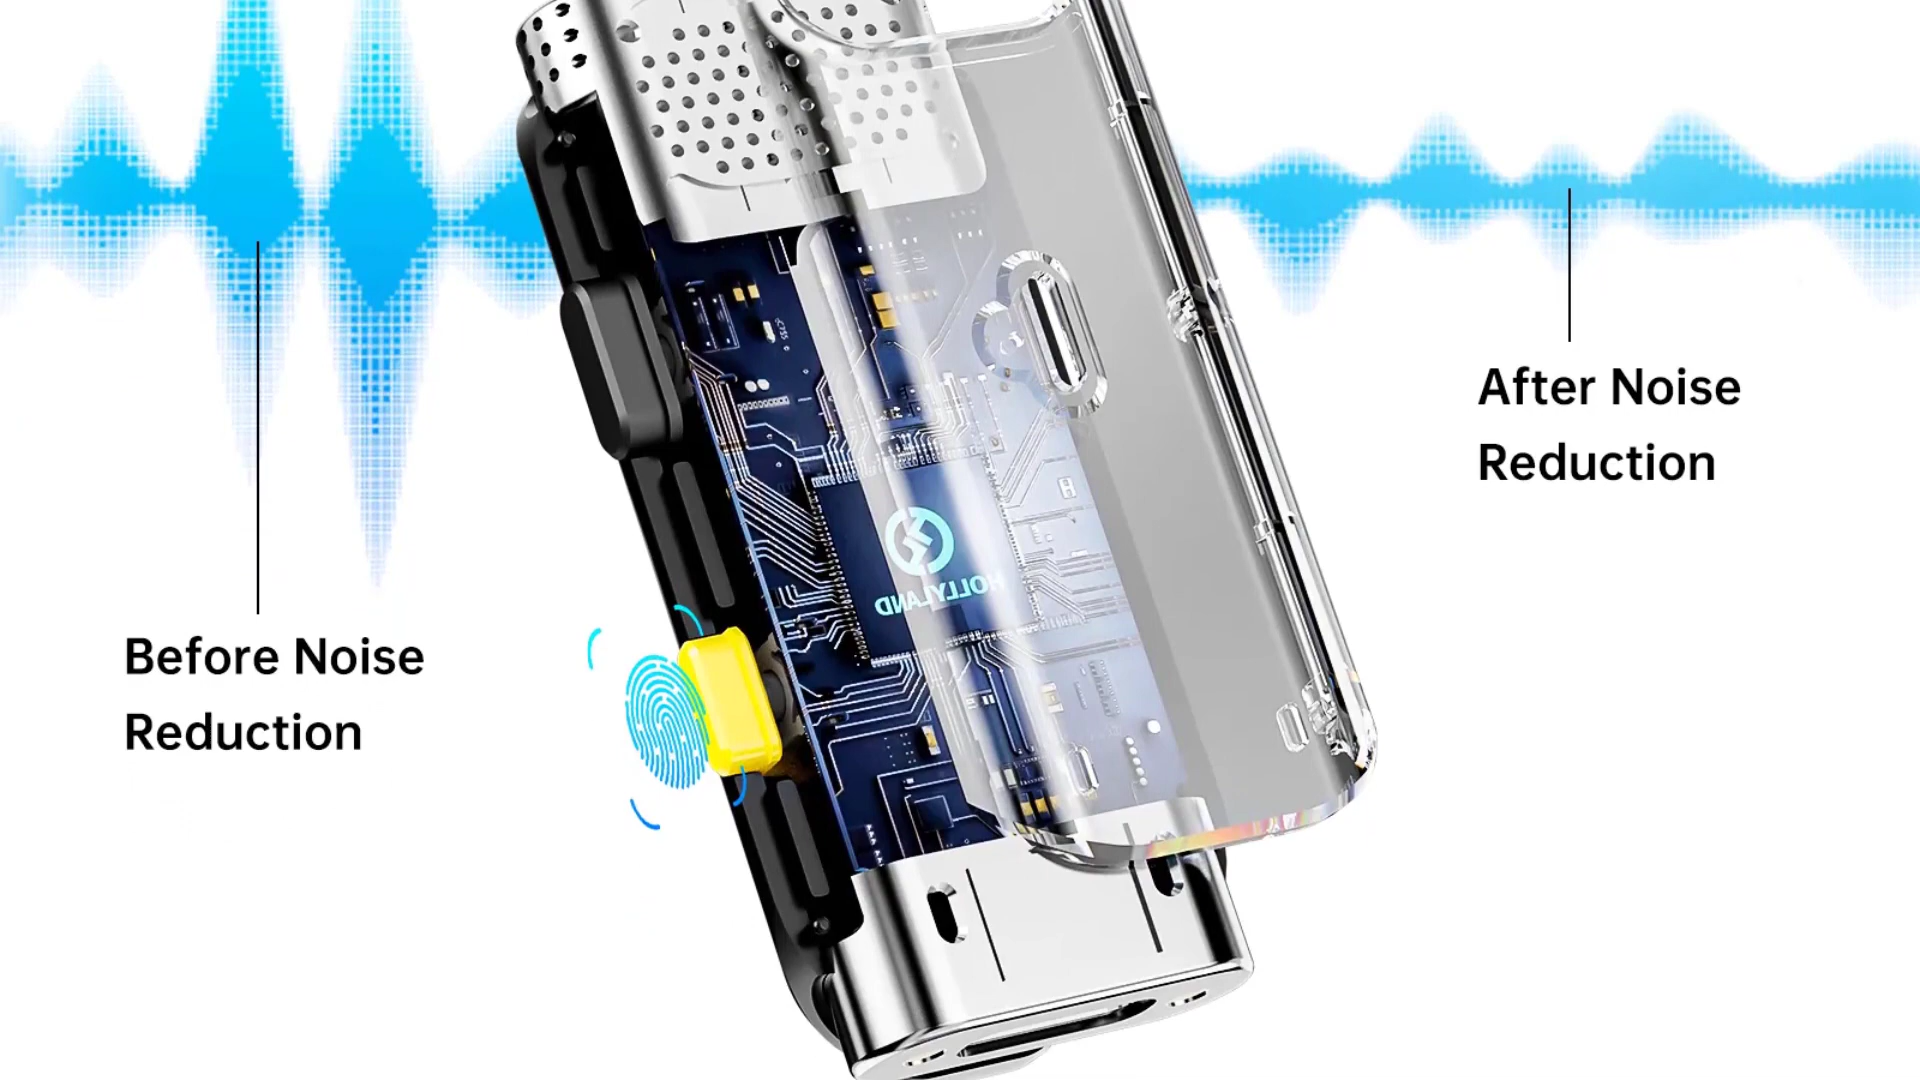 Before Noise
Reduction
HOLLYLAND
After Noise
Reduction